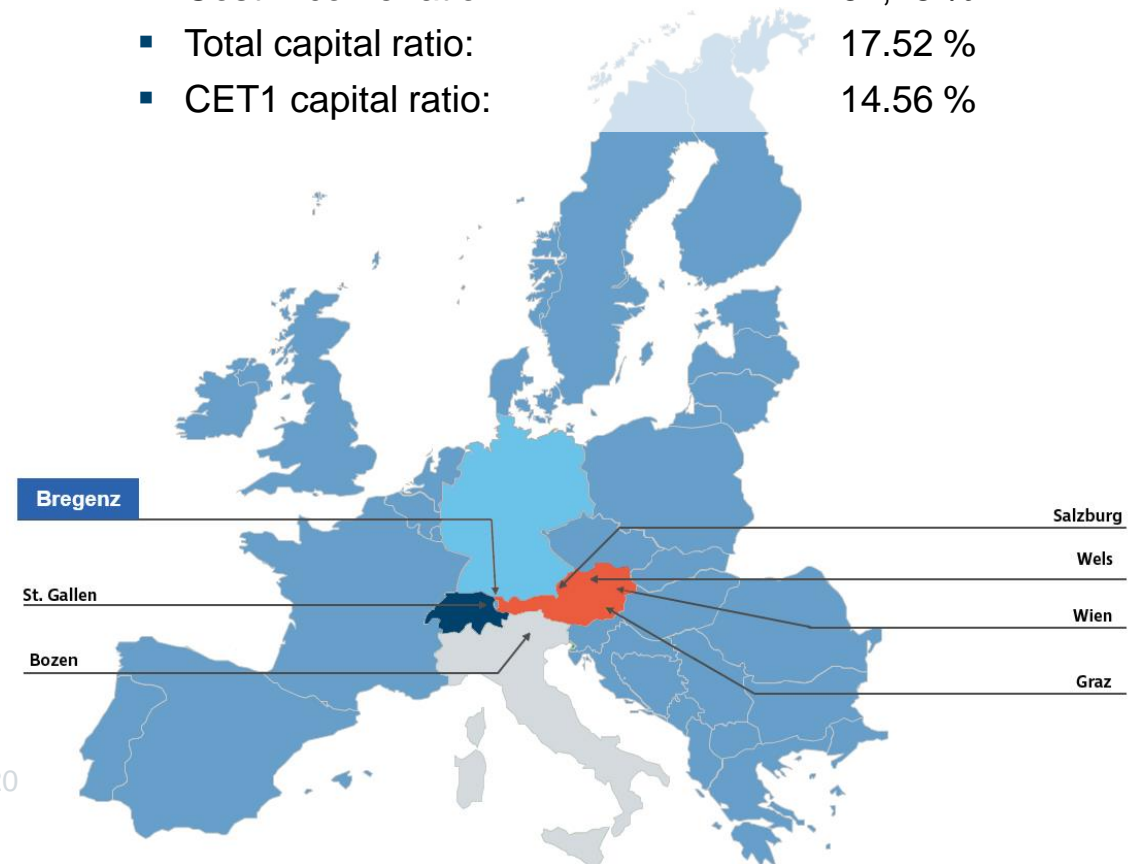 Total capital ratio: 17.52 %
CET1 capital ratio: 14.56 %
Bregenz
Salzburg
Wels
St. Gallen
Wien
Bozen
Graz